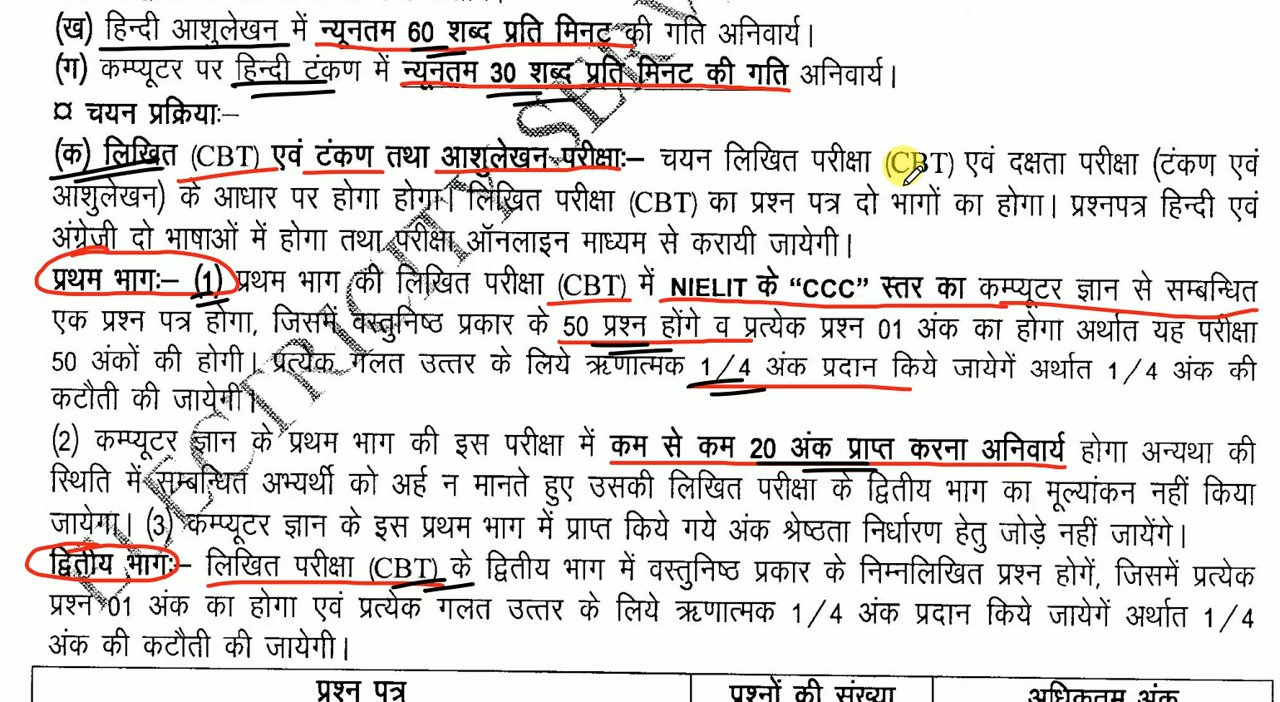 (ख) हिन्दी आशुलेखन में न्यूनतम 60 शब्द प्रति मिनट की गति अनिवार्य।
(ग) कम्प्यूटर पर हिन्दी टंकण में न्यूनतम 30 शब्द प्रति मिनट की गति अनिवार्य।
¤ चयन प्रक्रियाः–
(क) लिखित (CBT) एवं टंकण तथा आशुलेखन परीक्षाः– चयन लिखित परीक्षा (CBT) एवं दक्षता परीक्षा (टंकण एवं
आशुलेखन) के आधार पर होगा होगा। लिखित परीक्षा (CBT) का प्रश्न पत्र दो भागों का होगा। प्रश्नपत्र हिन्दी एवं
अंग्रेजी दो भाषाओं में होगा तथा परीक्षा ऑनलाइन माध्यम से करायी जायेगी।
प्रथम भागः– (1) प्रथम भाग की लिखित परीक्षा (CBT) में NIELIT के “CCC” स्तर का कम्प्यूटर ज्ञान से सम्बन्धित
एक प्रश्न पत्र होगा, जिसमें वस्तुनिष्ठ प्रकार के 50 प्रश्न होंगे व प्रत्येक प्रश्न 01 अंक का होगा अर्थात यह परीक्षा
50 अंकों की होगी। प्रत्येक गलत उत्तर के लिये ऋणात्मक 1/4 अंक प्रदान किये जायेगें अर्थात 1/4 अंक की
कटौती की जायेगी।
(2) कम्प्यूटर ज्ञान के प्रथम भाग की इस परीक्षा में कम से कम 20 अंक प्राप्त करना अनिवार्य होगा अन्यथा की
स्थिति में सम्बन्धित अभ्यर्थी को अर्ह न मानते हुए उसकी लिखित परीक्षा के द्वितीय भाग का मूल्यांकन नहीं किया
जायेगा। (3) कम्प्यूटर ज्ञान के इस प्रथम भाग में प्राप्त किये गये अंक श्रेष्ठता निर्धारण हेतु जोड़े नहीं जायेंगे।
द्वितीय भागः– लिखित परीक्षा (CBT) के द्वितीय भाग में वस्तुनिष्ठ प्रकार के निम्नलिखित प्रश्न होगें, जिसमें प्रत्येक
प्रश्न 01 अंक का होगा एवं प्रत्येक गलत उत्तर के लिये ऋणात्मक 1/4 अंक प्रदान किये जायेगें अर्थात 1/4
अंक की कटौती की जायेगी।
प्रश्न पत्र प्रश्नों की संख्या अधिकतम अंक